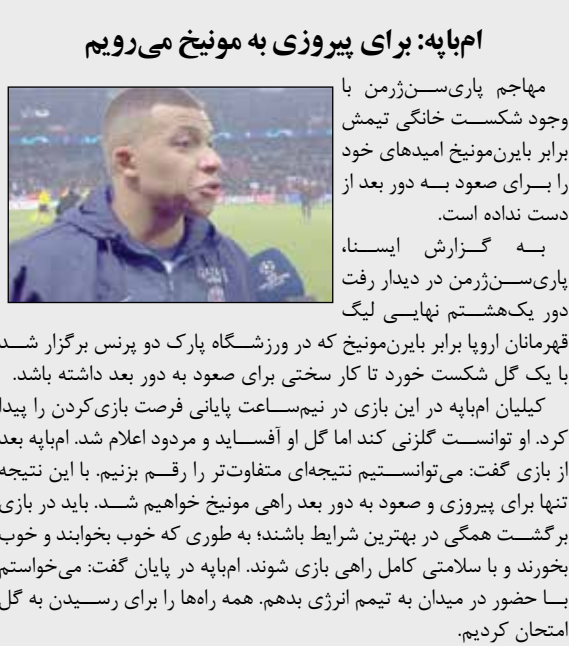 ام‌باپه: برای پیروزی به مونیخ می‌رویم
مهاجم پاری‌سن‌ژرمن با
وجود شکست خانگی تیمش
برابر بایرن‌مونیخ امیدهای خود
را برای صعود به دور بعد از
دست نداده است.
به گزارش ایسنا،
پاری‌سن‌ژرمن در دیدار رفت
دور یک‌هشتم نهایی لیگ
قهرمانان اروپا برابر بایرن‌مونیخ که در ورزشگاه پارک دو پرنس برگزار شد
با یک گل شکست خورد تا کار سختی برای صعود به دور بعد داشته باشد.
کیلیان ام‌باپه در این بازی در نیم‌ساعت پایانی فرصت بازی‌کردن را پیدا
کرد. او توانست گلزنی کند اما گل او آفساید و مردود اعلام شد. ام‌باپه بعد
از بازی گفت: می‌توانستیم نتیجه‌ای متفاوت‌تر را رقم بزنیم. با این نتیجه
تنها برای پیروزی و صعود به دور بعد راهی مونیخ خواهیم شد. باید در بازی
برگشت همگی در بهترین شرایط باشند؛ به طوری که خوب بخوابند و خوب
بخورند و با سلامتی کامل راهی بازی شوند. ام‌باپه در پایان گفت: می‌خواستم
با حضور در میدان به تیمم انرژی بدهم. همه راه‌ها را برای رسیدن به گل
امتحان کردیم.